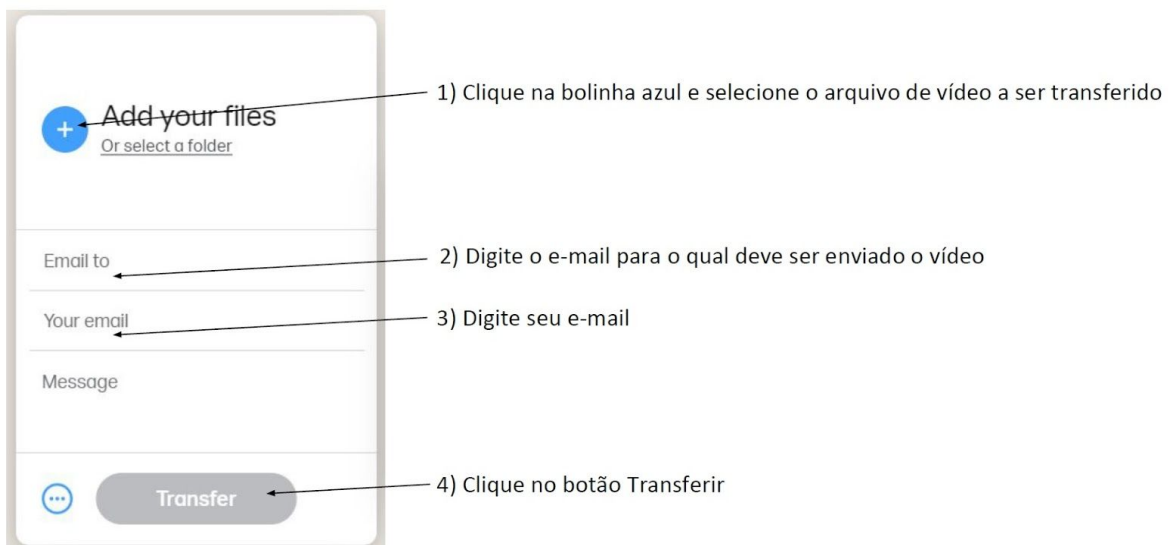 1) Clique na bolinha azul e selecione o arquivo de vídeo a ser transferido
+ Add your files
Or select a folder
Email to
2) Digite o e-mail para o qual deve ser enviado o vídeo
Your email
3) Digite seu e-mail
Message
Transfer
4) Clique no botão Transferir